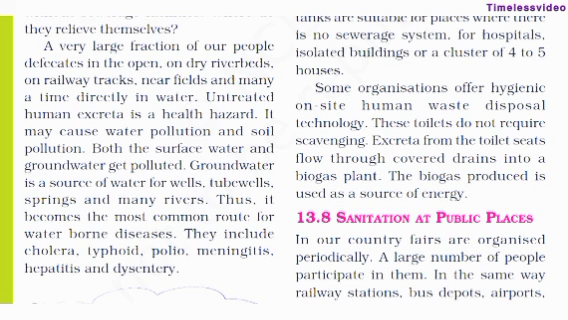 Timelessvideo
they relieve themselves?
A very large fraction of our people
defecates in the open, on dry riverbeds,
on railway tracks, near fields and many
a time directly in water. Untreated
human excreta is a health hazard. It
may cause water pollution and soil
pollution. Both the surface water and
groundwater get polluted. Groundwater
is a source of water for wells, tubewells,
springs and many rivers. Thus, it
becomes the most common route for
water borne diseases. They include
cholera, typhoid, polio, meningitis,
hepatitis and dysentery.
tanks are suitable for places where there
is no sewerage system, for hospitals,
isolated buildings or a cluster of 4 to 5
houses.
Some organisations offer hygienic
on-site human waste disposal
technology. These toilets do not require
scavenging. Excreta from the toilet seats
flow through covered drains into a
biogas plant. The biogas produced is
used as a source of energy.
13.8 SANITATION AT PUBLIC PLACES
In our country fairs are organised
periodically. A large number of people
participate in them. In the same way
railway stations, bus depots, airports,